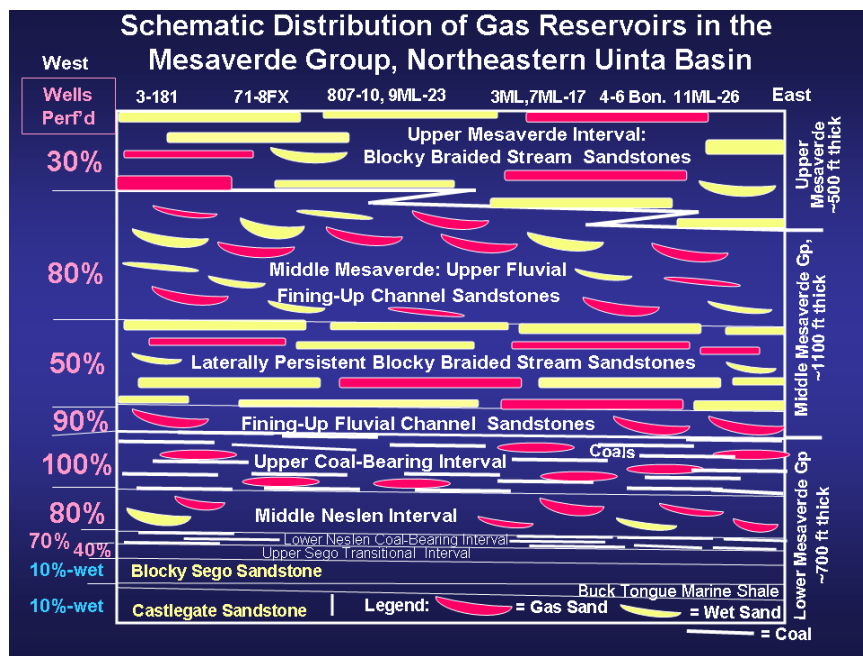 Schematic Distribution of Gas Reservoirs in the
Mesaverde Group, Northeastern Uinta Basin
West
Wells
Perf'd
3-181
71-8FX
807-10, 9ML-23
3ML,7ML-17
4-6 Bon.
11ML-26
East
30%
Upper Mesaverde Interval:
Blocky Braided Stream Sandstones
Upper
Mesaverde
~500 ft thick
80%
Middle Mesaverde: Upper Fluvial
Fining-Up Channel Sandstones
Middle Mesaverde Gp,
~1100 ft thick
50%
Laterally Persistent Blocky Braided Stream Sandstones
90%
Fining-Up Fluvial Channel Sandstones
100%
Upper Coal-Bearing Interval
Coals
Lower Mesaverde Gp
~700 ft thick
80%
Middle Neslen Interval
70%
Lower Neslen Coal-Bearing Interval
40%
Upper Sego Transitional Interval
10%-wet
Blocky Sego Sandstone
Buck Tongue Marine Shale
10%-wet
Castlegate Sandstone
Legend:
= Gas Sand
= Wet Sand
= Coal